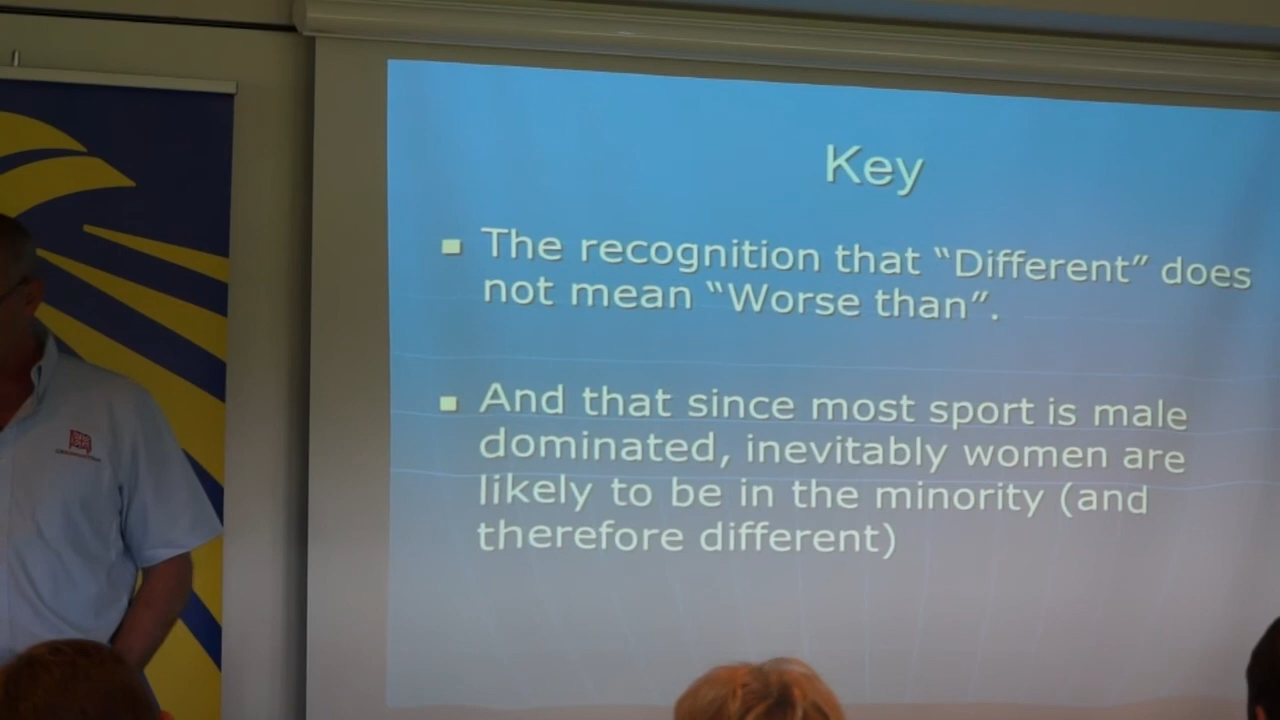 Key
The recognition that “Different” does
not mean “Worse than”.
And that since most sport is male
dominated, inevitably women are
likely to be in the minority (and
therefore different)